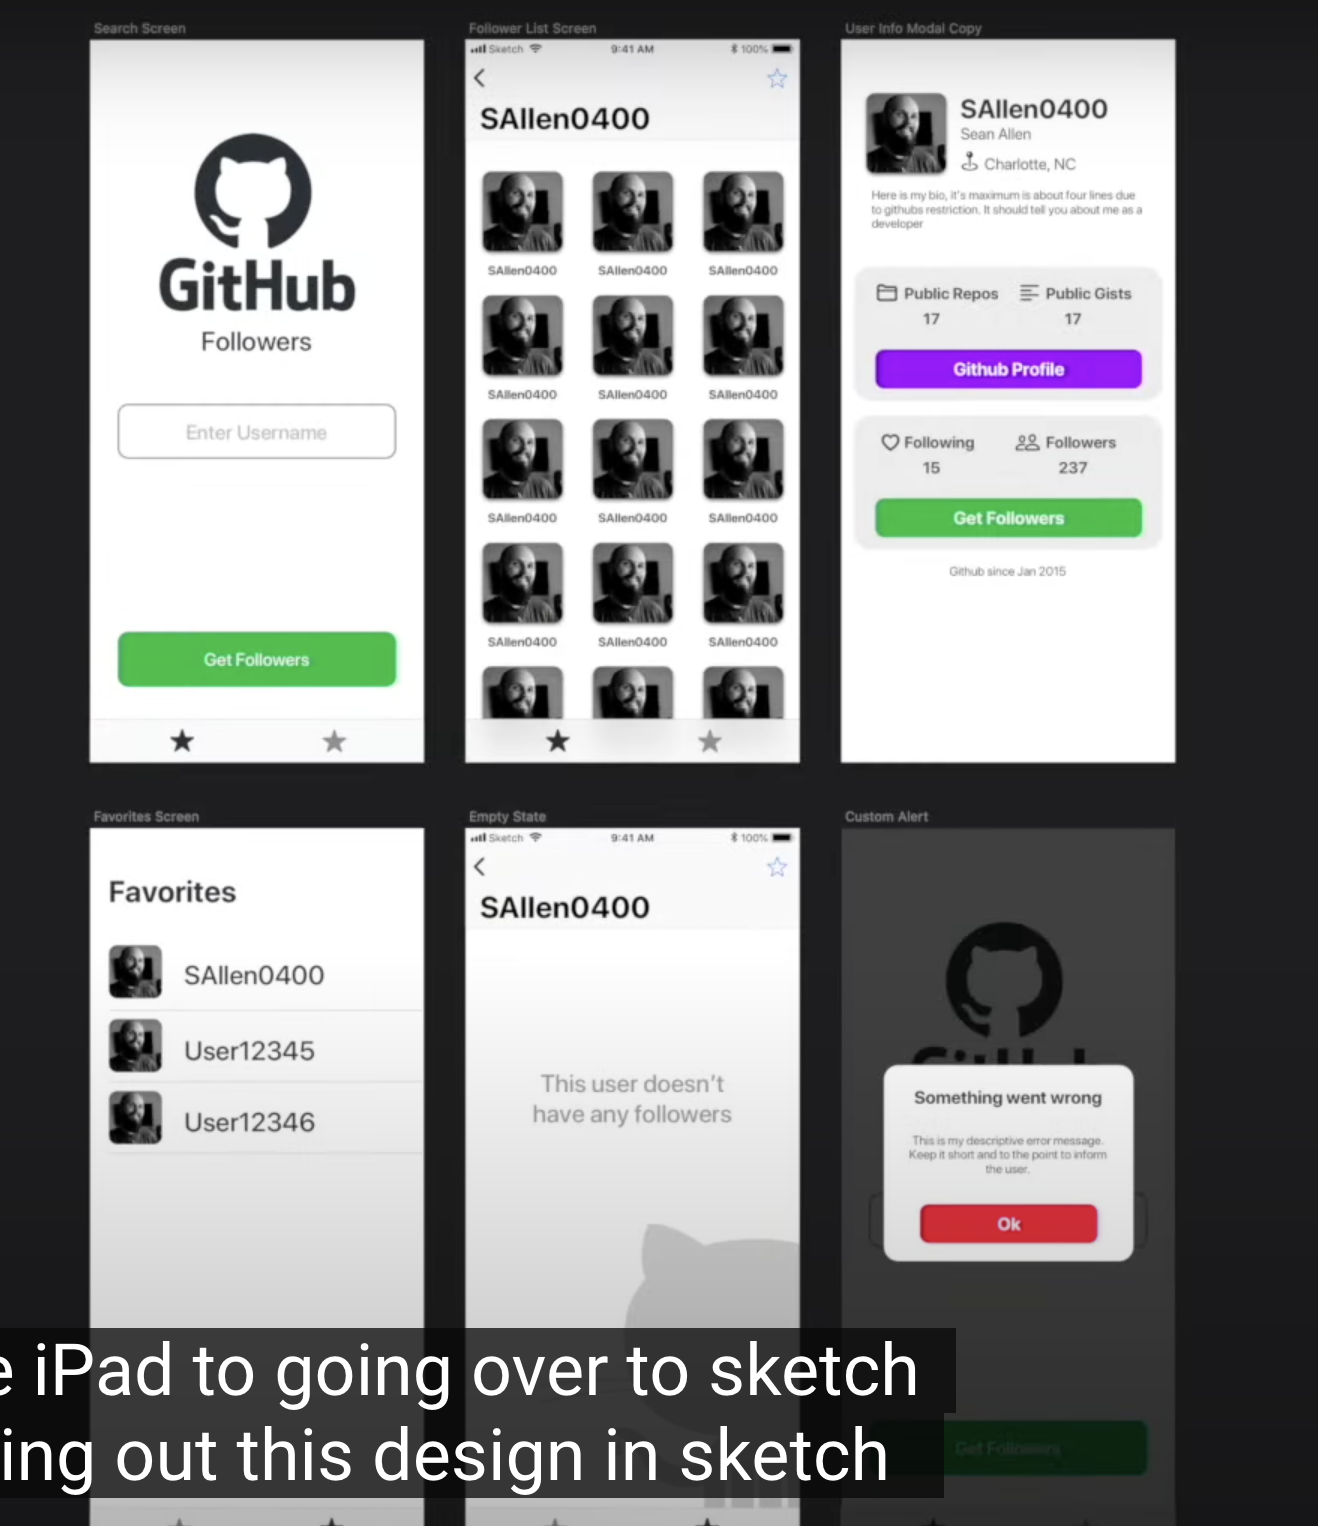 Search Screen
GitHub
Followers
Enter Username
Get Followers
Follower List Screen
Sketch 9:41 AM 100%
SAllen0400
SAllen0400 SAllen0400 SAllen0400
SAllen0400 SAllen0400 SAllen0400
SAllen0400 SAllen0400 SAllen0400
SAllen0400 SAllen0400 SAllen0400
User Info Modal Copy
SAllen0400
Sean Allen
Charlotte, NC
Here is my bio, it's maximum is about four lines due
to githubs restriction. It should tell you about me as a
developer
Public Repos Public Gists
17 17
Github Profile
Following Followers
15 237
Get Followers
Github since Jan 2015
Favorites Screen
Favorites
SAllen0400
User12345
User12346
Empty State
Sketch 9:41 AM 100%
SAllen0400
This user doesn't
have any followers
Custom Alert
Something went wrong
This is my descriptive error message.
Keep it short and to the point to inform
the user.
Ok
Get Followers
iPad to going over to sketch
out this design in sketch